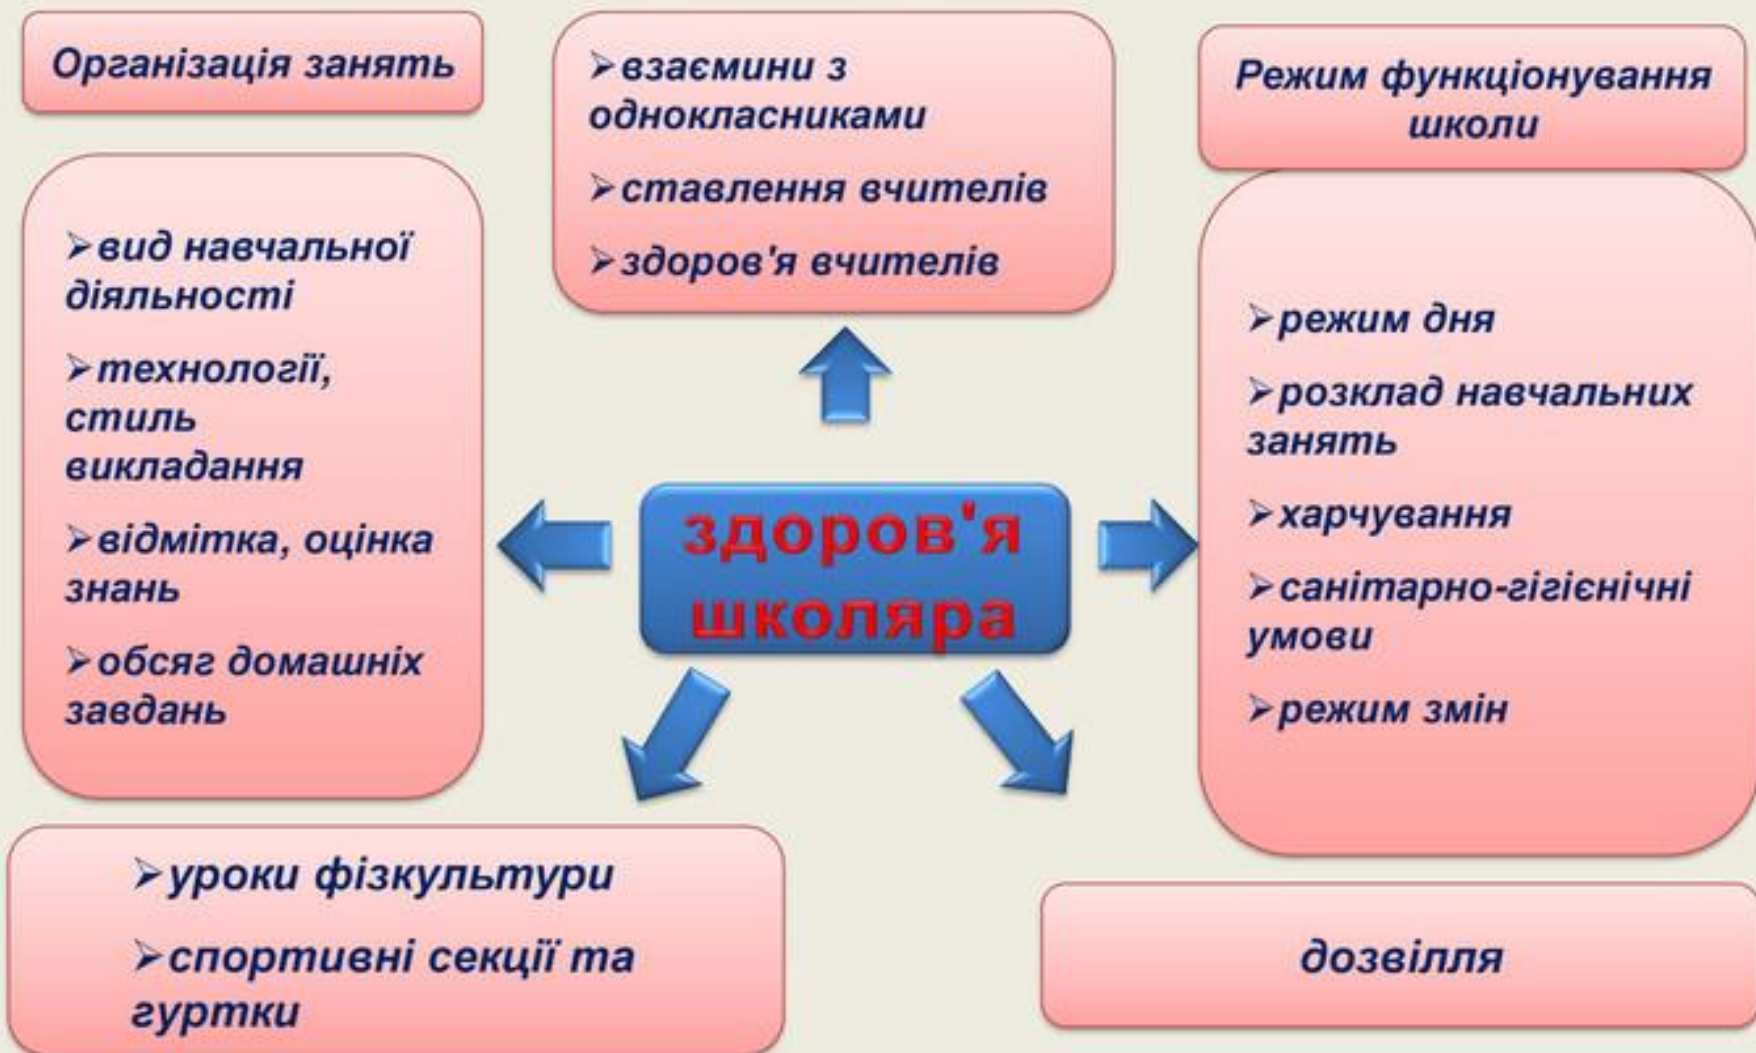 Організація занять
➢вид навчальної
діяльності
➢технології,
стиль
викладання
➢відмітка, оцінка
знань
➢обсяг домашніх
завдань
➢взаємини з
однокласниками
➢ставлення вчителів
➢здоров'я вчителів
Режим функціонування
школи
➢режим дня
➢розклад навчальних
занять
➢харчування
➢санітарно-гігієнічні
умови
➢режим змін
здоров'я
школяра
➢уроки фізкультури
➢спортивні секції та
гуртки
дозвілля